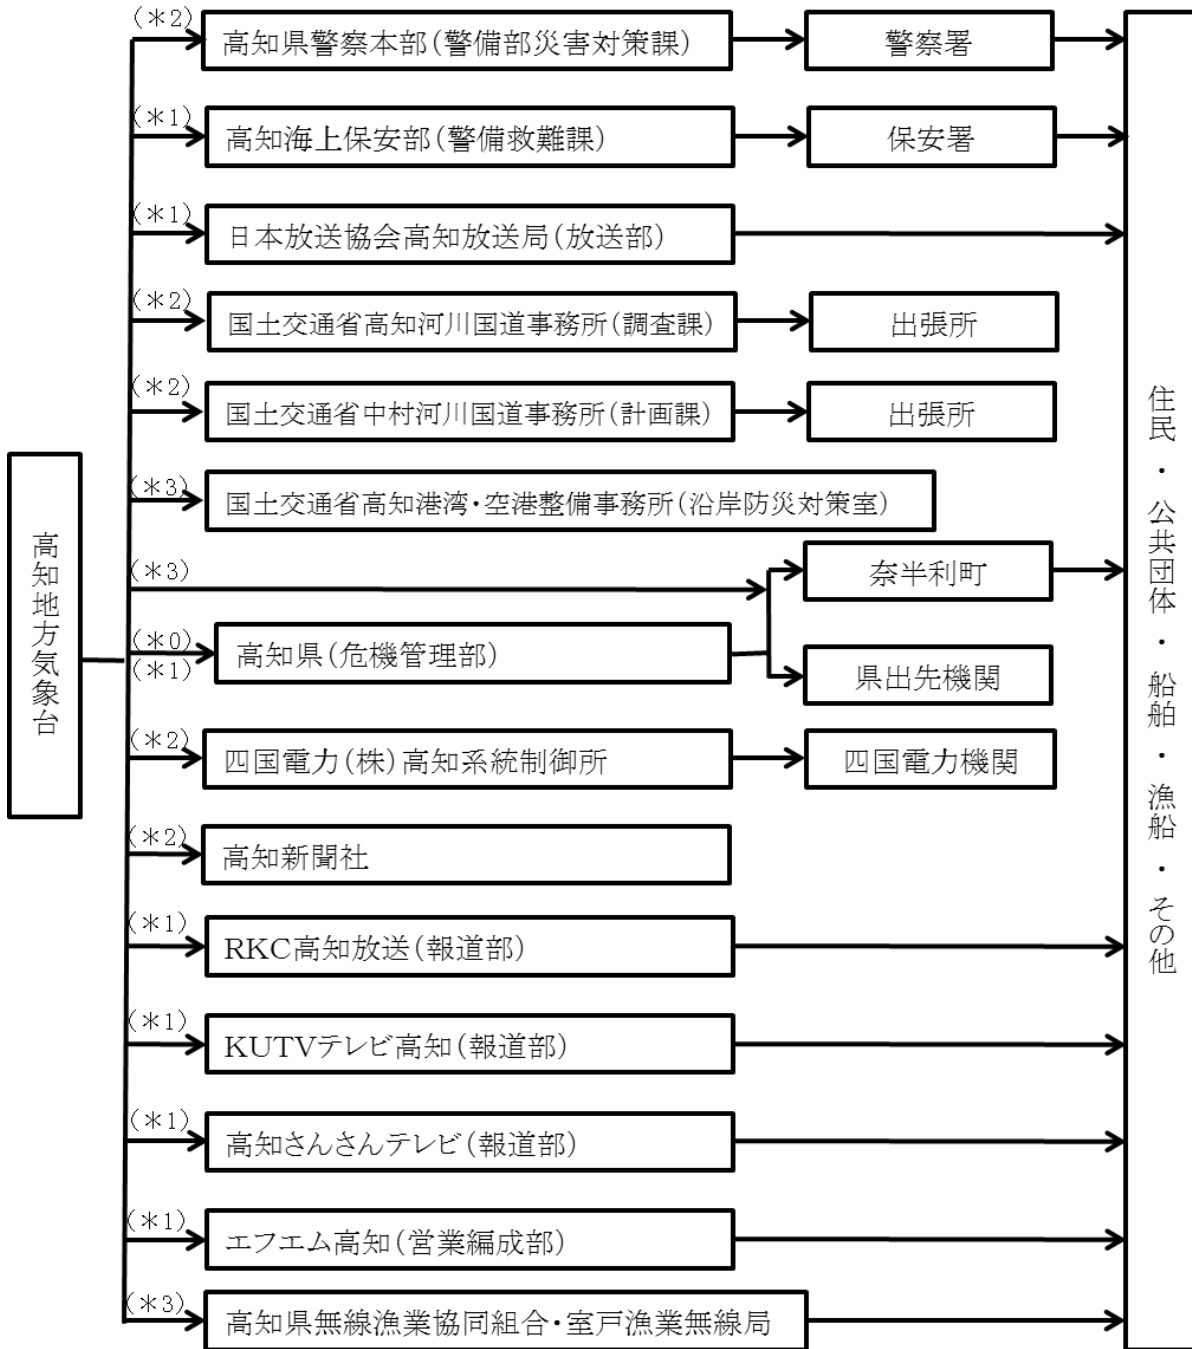 高知地方気象台
(*2)
高知県警察本部(警備部災害対策課)
警察署
(*1)
高知海上保安部(警備救難課)
保安署
(*1)
日本放送協会高知放送局(放送部)
(*2)
国土交通省高知河川国道事務所(調査課)
出張所
(*2)
国土交通省中村河川国道事務所(計画課)
出張所
(*3)
国土交通省高知港湾・空港整備事務所(沿岸防災対策室)
(*3)
奈半利町
(*0)
(*1)
高知県(危機管理部)
県出先機関
(*2)
四国電力(株)高知系統制御所
四国電力機関
(*2)
高知新聞社
(*1)
RKC高知放送(報道部)
(*1)
KUTVテレビ高知(報道部)
(*1)
高知さんさんテレビ(報道部)
(*1)
エフエム高知(営業編成部)
(*3)
高知県無線漁業協同組合・室戸漁業無線局
住民・公共団体・船舶・漁船・その他